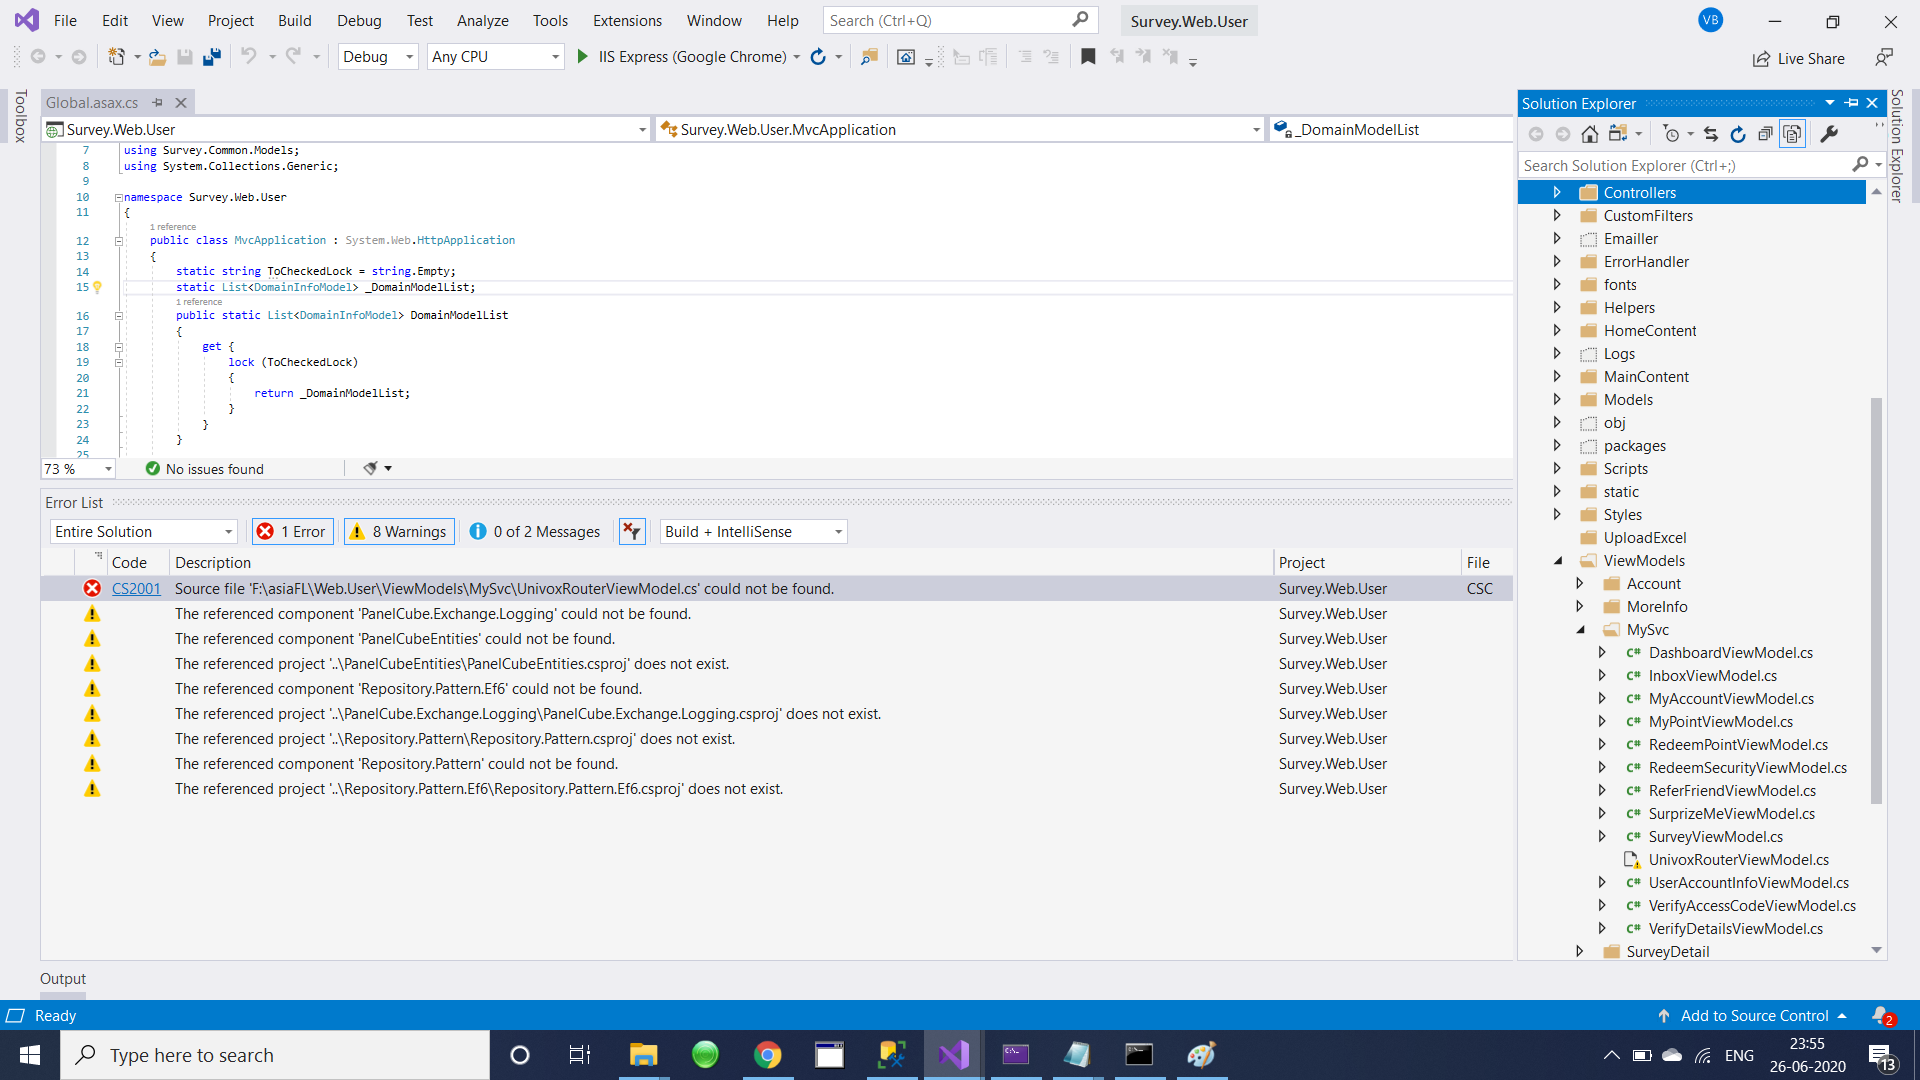 File Edit View Project Build Debug Test Analyze Tools Extensions Window Help Search (Ctrl+Q) Survey.Web.User VB
Debug Any CPU IIS Express (Google Chrome) Live Share
Toolbox
Global.asax.cs
Survey.Web.User Survey.Web.User.MvcApplication _DomainModelList
7 using Survey.Common.Models;
8 using System.Collections.Generic;
9
10 namespace Survey.Web.User
11 {
1 reference
12 public class MvcApplication : System.Web.HttpApplication
13 {
14 static string ToCheckedLock = string.Empty;
15 static List<DomainInfoModel> _DomainModelList;
1 reference
16 public static List<DomainInfoModel> DomainModelList
17 {
18 get {
19 lock (ToCheckedLock)
20 {
21 return _DomainModelList;
22 }
23 }
24 }
25
73 % No issues found
Error List
Entire Solution 1 Error 8 Warnings 0 of 2 Messages Build + IntelliSense
Code Description Project File
CS2001 Source file 'F:\asiaFL\Web.User\ViewModels\MySvc\UnivoxRouterViewModel.cs' could not be found. Survey.Web.User CSC
The referenced component 'PanelCube.Exchange.Logging' could not be found. Survey.Web.User
The referenced component 'PanelCubeEntities' could not be found. Survey.Web.User
The referenced project '..\PanelCubeEntities\PanelCubeEntities.csproj' does not exist. Survey.Web.User
The referenced component 'Repository.Pattern.Ef6' could not be found. Survey.Web.User
The referenced project '..\PanelCube.Exchange.Logging\PanelCube.Exchange.Logging.csproj' does not exist. Survey.Web.User
The referenced project '..\Repository.Pattern\Repository.Pattern.csproj' does not exist. Survey.Web.User
The referenced component 'Repository.Pattern' could not be found. Survey.Web.User
The referenced project '..\Repository.Pattern.Ef6\Repository.Pattern.Ef6.csproj' does not exist. Survey.Web.User
Output
Solution Explorer
Search Solution Explorer (Ctrl+;)
Controllers
CustomFilters
Emailler
ErrorHandler
fonts
Helpers
HomeContent
Logs
MainContent
Models
obj
packages
Scripts
static
Styles
UploadExcel
ViewModels
Account
MoreInfo
MySvc
C# DashboardViewModel.cs
C# InboxViewModel.cs
C# MyAccountViewModel.cs
C# MyPointViewModel.cs
C# RedeemPointViewModel.cs
C# RedeemSecurityViewModel.cs
C# ReferFriendViewModel.cs
C# SurprizeMeViewModel.cs
C# SurveyViewModel.cs
UnivoxRouterViewModel.cs
C# UserAccountInfoViewModel.cs
C# VerifyAccessCodeViewModel.cs
C# VerifyDetailsViewModel.cs
SurveyDetail
Solution Explorer
Ready Add to Source Control 2
Type here to search ENG 23:55
26-06-2020 13